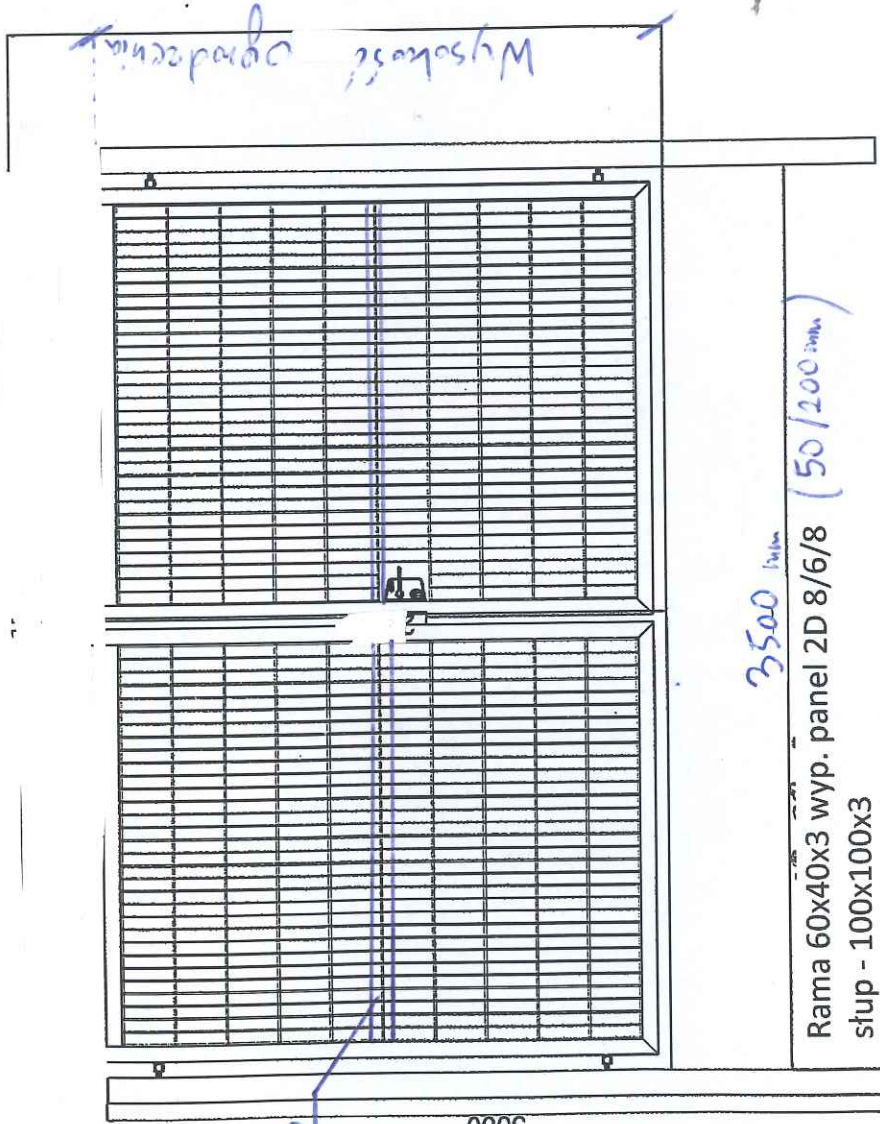 Wysokość ogrodzenia
3500 mm
Rama 60x40x3 wyp. panel 2D 8/6/8 (50/200 mm)
słup - 100x100x3